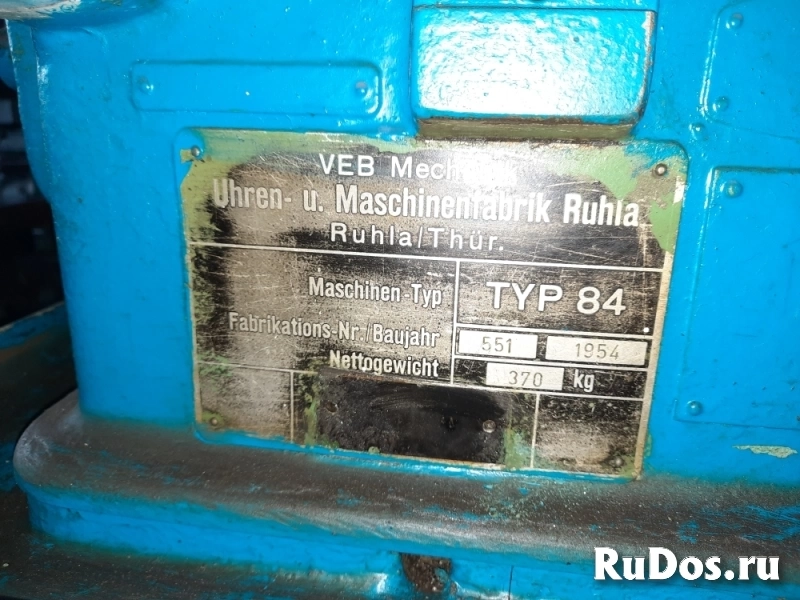 VEB
Uhren- u. Maschinenfabrik Ruhla
Ruhla/Thür.
Maschinen-Typ TYP 84
Fabrikations-Nr./Baujahr 551 1954
Nettogewicht 370 kg
RuDos.ru